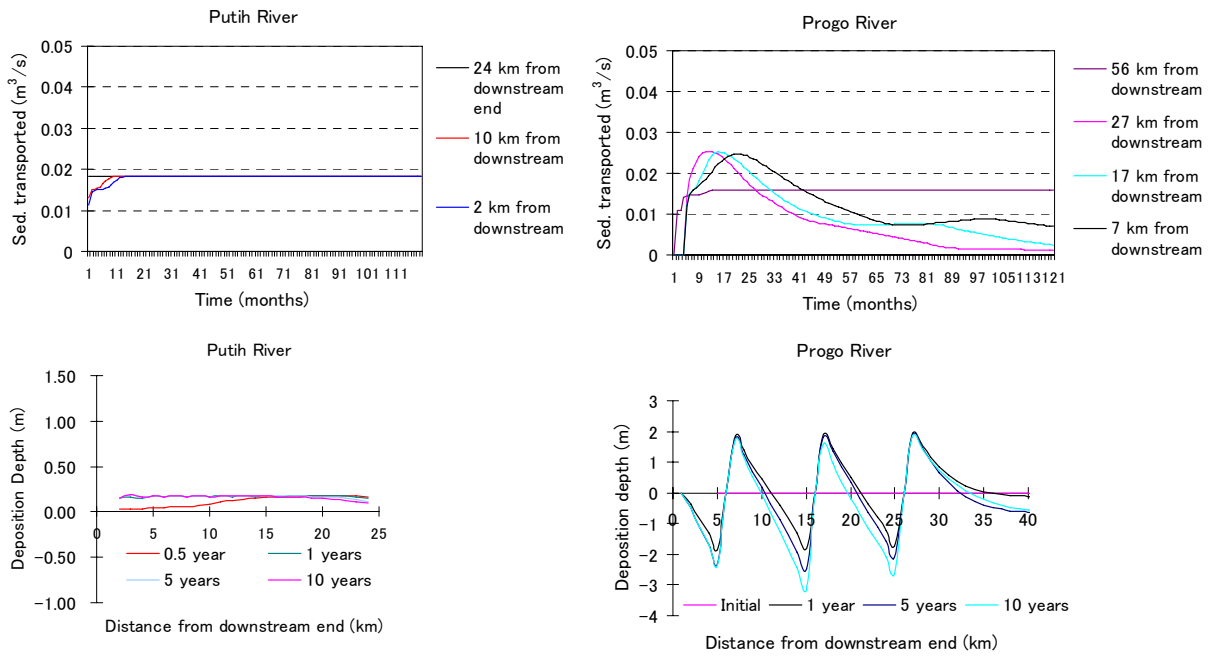 Putih River
Sed. transported (m³/s)
0.05
0.04
0.03
0.02
0.01
0
1 11 21 31 41 51 61 71 81 91 101 111
Time (months)
24 km from
downstream
end
10 km from
downstream
2 km from
downstream
Progo River
Sed. transported (m³/s)
0.05
0.04
0.03
0.02
0.01
0
1 9 17 25 33 41 49 57 65 73 81 89 97 105 113 121
Time (months)
56 km from
downstream
27 km from
downstream
17 km from
downstream
7 km from
downstream
Putih River
Deposition Depth (m)
1.50
1.00
0.50
0.00
-0.50
-1.00
0 5 10 15 20 25
0.5 year
1 years
5 years
10 years
Distance from downstream end (km)
Progo River
Deposition depth (m)
3
2
1
0
-1
-2
-3
-4
0 5 10 15 20 25 30 35 40
Initial
1 year
5 years
10 years
Distance from downstream end (km)